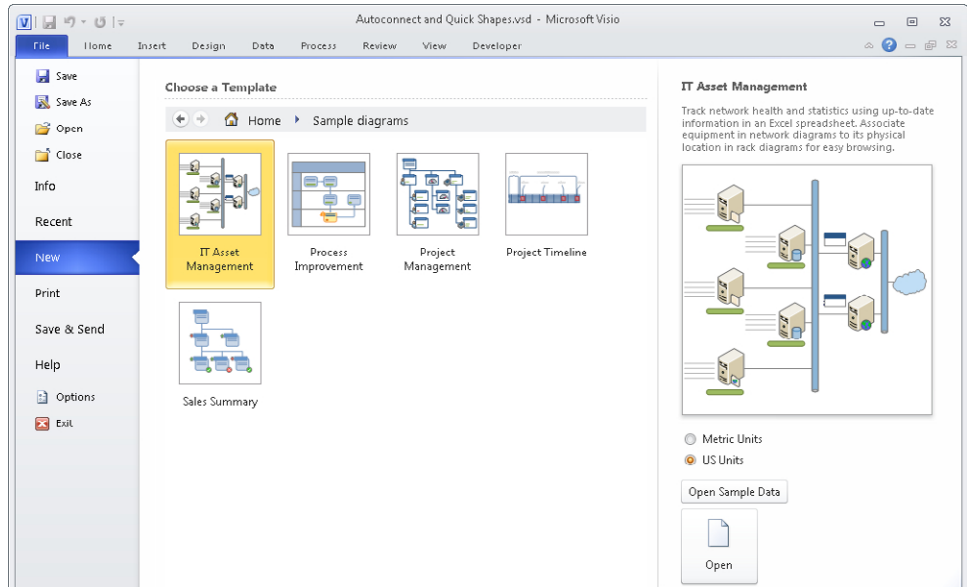 Autoconnect and Quick Shapes.vsd - Microsoft Visio
File Home Insert Design Data Process Review View Developer
Save
Save As
Open
Close
Info
Recent
New
Print
Save & Send
Help
Options
Exit
Choose a Template
Home Sample diagrams
IT Asset
Management
Process
Improvement
Project
Management
Project Timeline
Sales Summary
IT Asset Management
Track network health and statistics using up-to-date
information in an Excel spreadsheet. Associate
equipment in network diagrams to its physical
location in rack diagrams for easy browsing.
Metric Units
US Units
Open Sample Data
Open